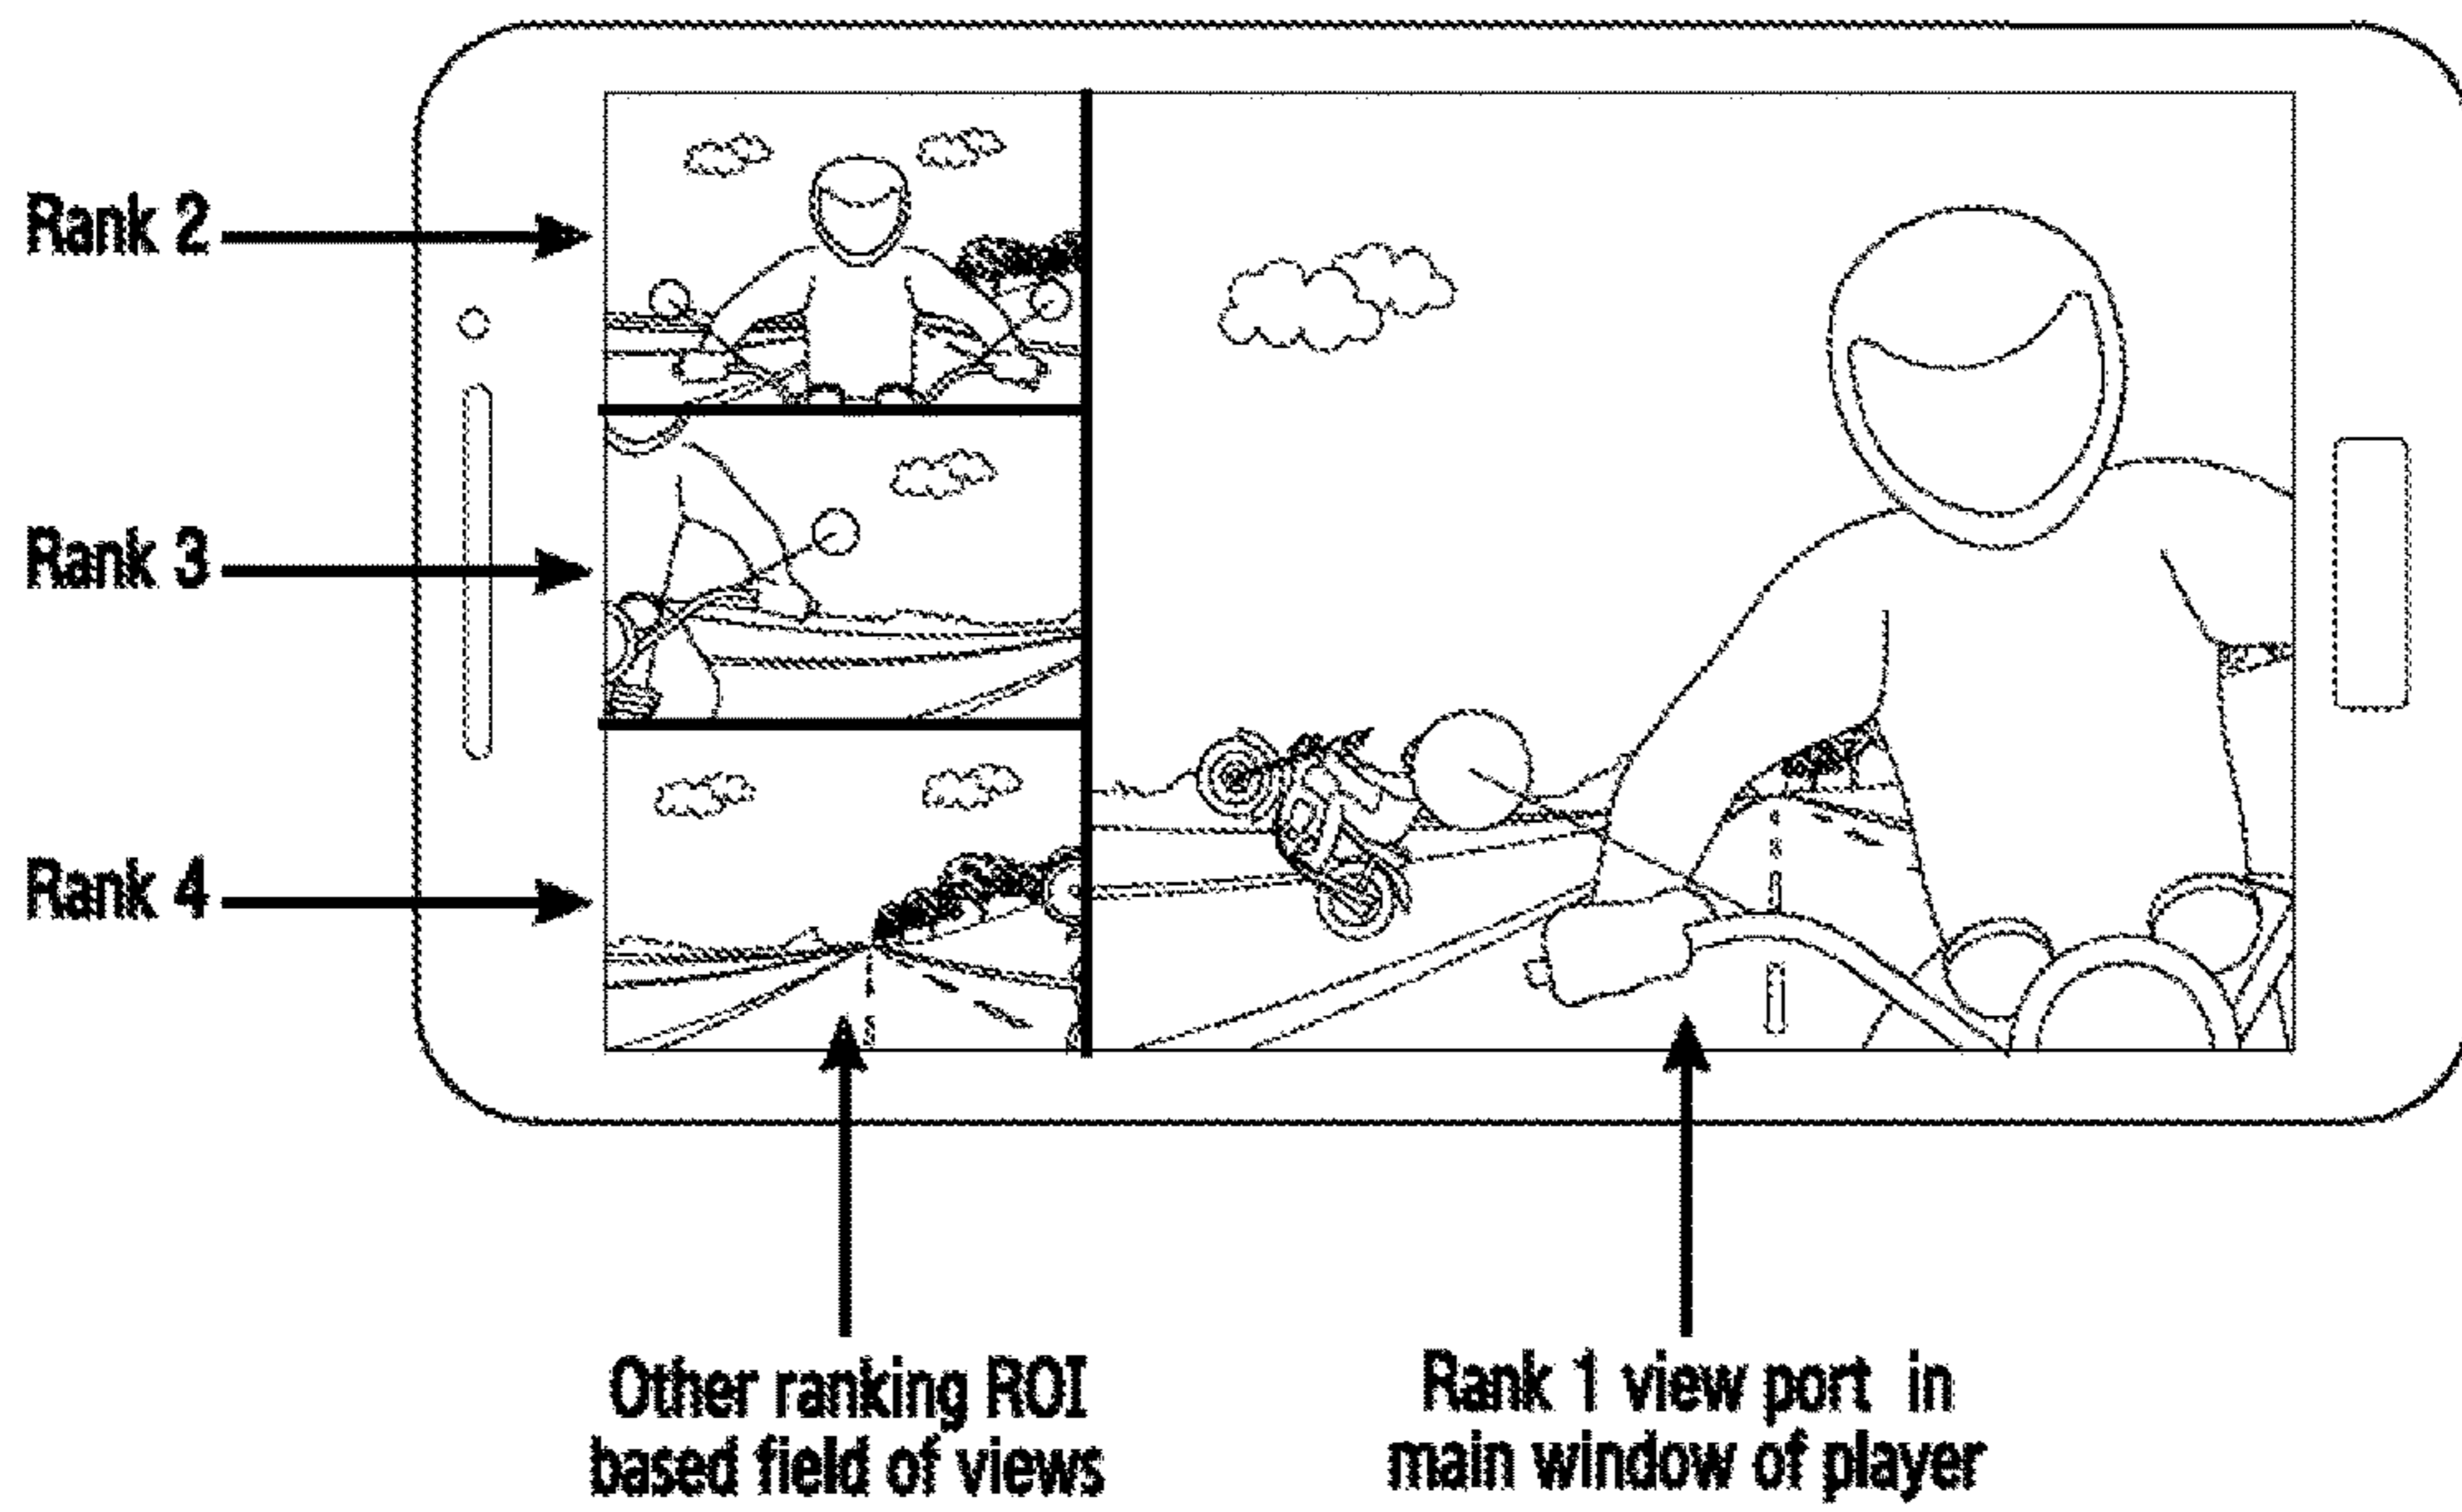 Rank 2
Rank 3
Rank 4
Other ranking ROI
based field of views
Rank 1 view port in
main window of player